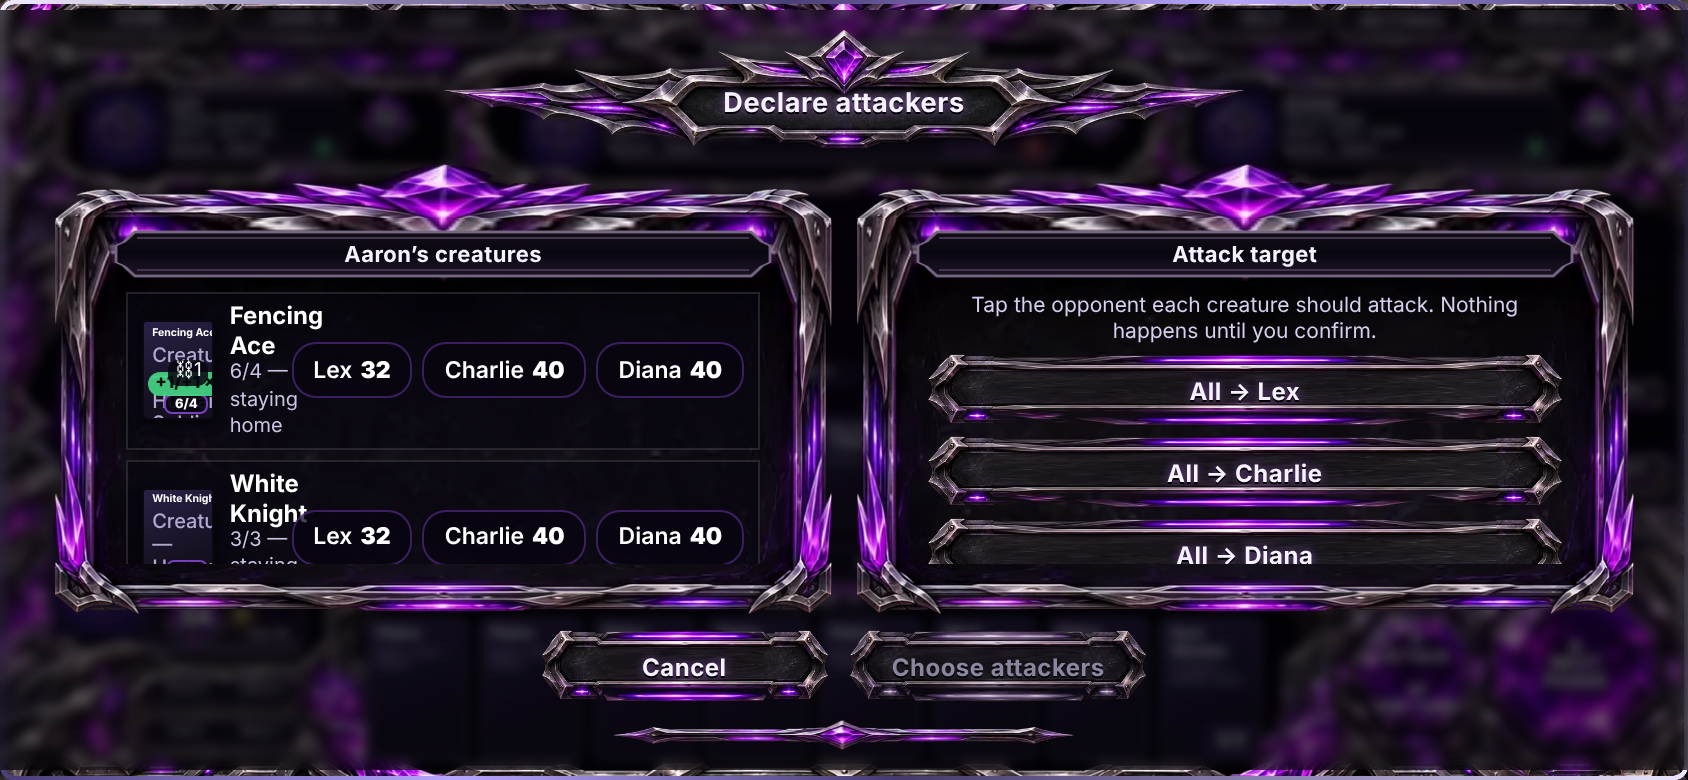 Declare attackers
Aaron’s creatures
Fencing Ace
Creatu
1
6/4
Fencing
Ace
6/4 —
staying
home
Lex 32
Charlie 40
Diana 40
White Knigh
Creatu
—
White
Knight
3/3 —
staying
Lex 32
Charlie 40
Diana 40
Attack target
Tap the opponent each creature should attack. Nothing
happens until you confirm.
All → Lex
All → Charlie
All → Diana
Cancel
Choose attackers